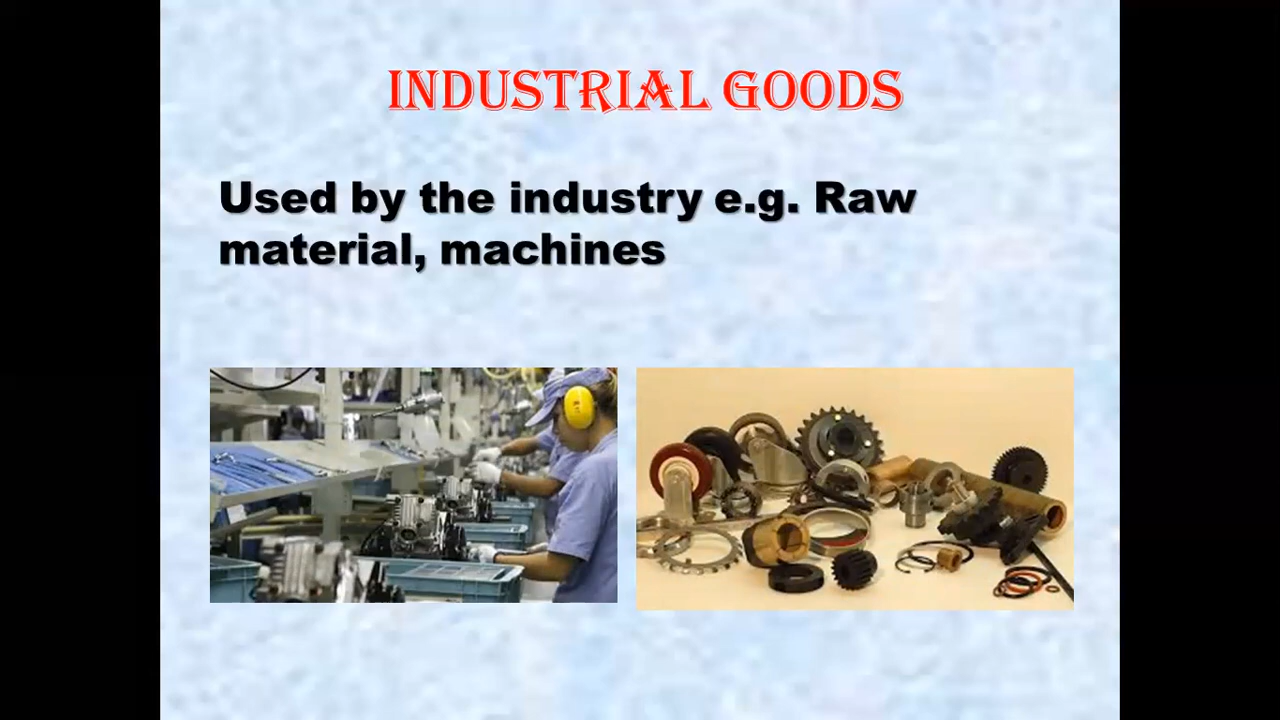 INDUSTRIAL GOODS
Used by the industry e.g. Raw
material, machines